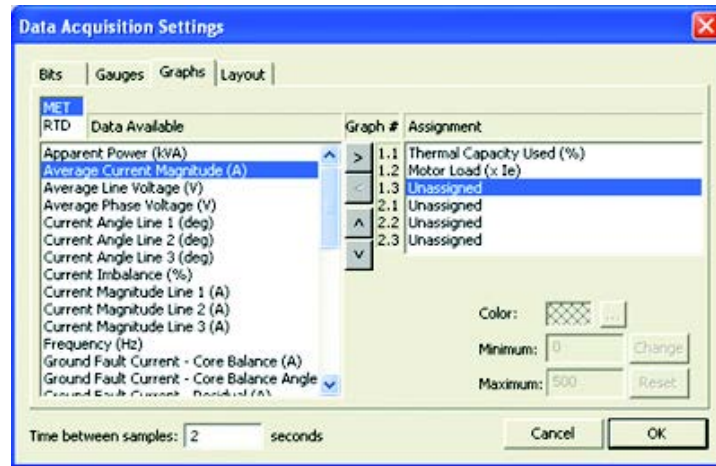 Data Acquisition Settings
Bits Gauges Graphs Layout
MET
RTD
Data Available
Graph # Assignment
Apparent Power (kVA)
Average Current Magnitude (A)
Average Line Voltage (V)
Average Phase Voltage (V)
Current Angle Line 1 (deg)
Current Angle Line 2 (deg)
Current Angle Line 3 (deg)
Current Imbalance (%)
Current Magnitude Line 1 (A)
Current Magnitude Line 2 (A)
Current Magnitude Line 3 (A)
Frequency (Hz)
Ground Fault Current - Core Balance (A)
Ground Fault Current - Core Balance Angle
Ground Fault Current - Residual (A)
>
<
^
v
1.1 Thermal Capacity Used (%)
1.2 Motor Load (x Ie)
1.3 Unassigned
2.1 Unassigned
2.2 Unassigned
2.3 Unassigned
Color: ...
Minimum: 0 Change
Maximum: 500 Reset
Time between samples: 2 seconds
Cancel OK